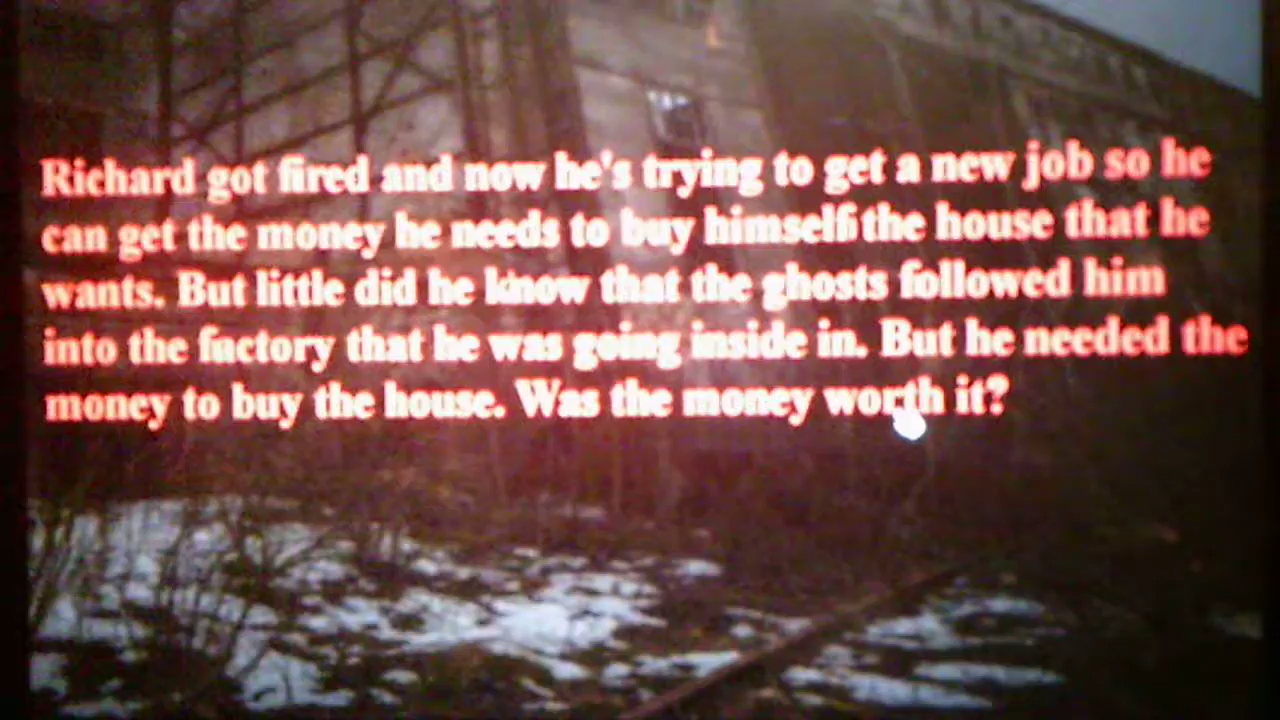 Richard got fired and now he's trying to get a new job so he
can get the money he needs to buy himself the house that he
wants. But little did he know that the ghosts followed him
into the factory that he was going inside in. But he needed the
money to buy the house. Was the money worth it?